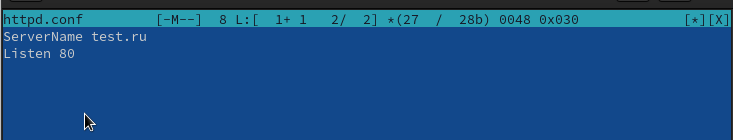 httpd.conf [-M--] 8 L:[ 1+ 1 2/ 2] *(27 / 28b) 0048 0x030 [*][X]
ServerName test.ru
Listen 80